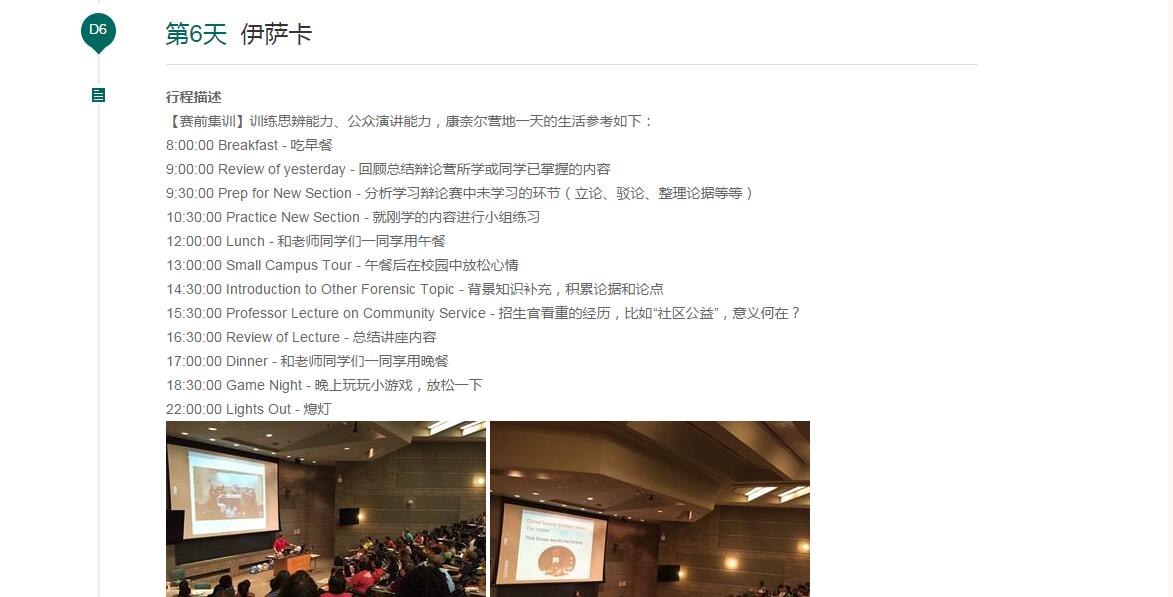 D6
第6天 伊萨卡
行程描述
【赛前集训】训练思辨能力、公众演讲能力，康奈尔营地一天的生活参考如下：
8:00:00 Breakfast - 吃早餐
9:00:00 Review of yesterday - 回顾总结辩论营所学或同学已掌握的内容
9:30:00 Prep for New Section - 分析学习辩论赛中未学习的环节（立论、驳论、整理论据等等）
10:30:00 Practice New Section - 就刚学的内容进行小组练习
12:00:00 Lunch - 和老师同学们一同享用午餐
13:00:00 Small Campus Tour - 午餐后在校园中放松心情
14:30:00 Introduction to Other Forensic Topic - 背景知识补充，积累论据和论点
15:30:00 Professor Lecture on Community Service - 招生官看重的经历，比如“社区公益”，意义何在？
16:30:00 Review of Lecture - 总结讲座内容
17:00:00 Dinner - 和老师同学们一同享用晚餐
18:30:00 Game Night - 晚上玩玩小游戏，放松一下
22:00:00 Lights Out - 熄灯